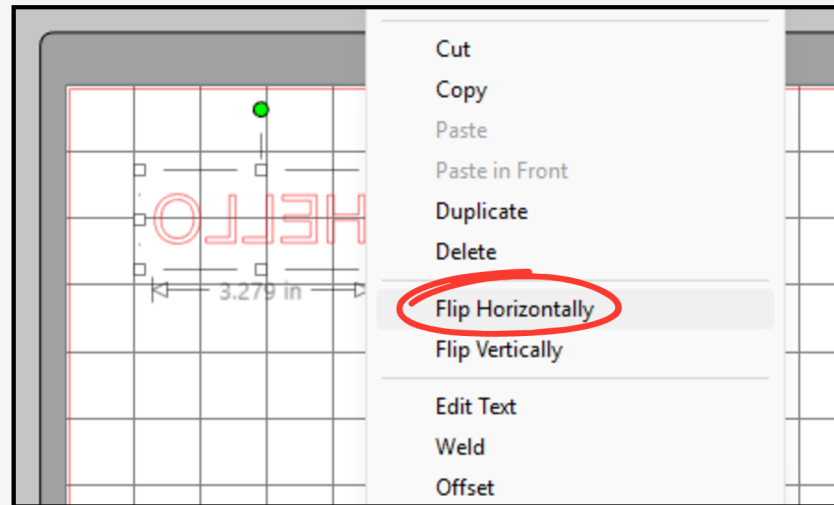 Cut
Copy
Paste
Paste in Front
Duplicate
HELLO
Delete
3.279 in
Flip Horizontally
Flip Vertically
Edit Text
Weld
Offset